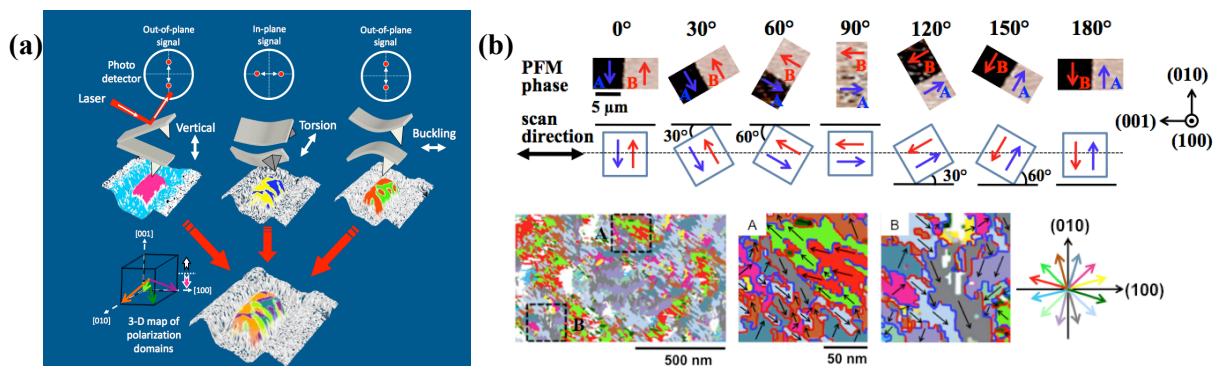 (a)
Out-of-plane
signal
In-plane
signal
Out-of-plane
signal
Photo
detector
Laser
Vertical
Torsion
Buckling
[001]
[100]
[010]
3-D map of
polarization
domains
(b)
0° 30° 60° 90° 120° 150° 180°
PFM
phase
A B A B A B B A B A B A B A
5 µm
scan
direction
30° 60° 30° 60°
(010)
(001)
(100)
A
B
500 nm
A
50 nm
B
(010)
(100)